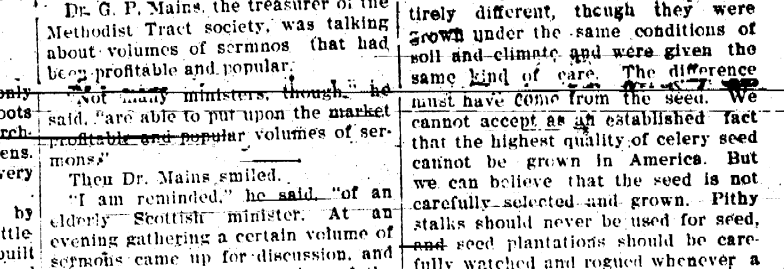 Dr. G. P. Mains, the treasurer of the
Methodist Tract society, was talking
about volumes of sermnos that had
been profitable and popular.
"Not many ministers, though," he
said, "are able to put upon the market
profitable and popular volumes of ser-
mons."
Then Dr. Mains smiled.
"I am reminded," he said, "of an
elderly Scottish minister. At an
evening gathering a certain volume of
sermons came up for discussion, and
tirely different, though they were
grown under the same conditions of
soil and climate and were given the
same kind of care. The difference
must have come from the seed. We
cannot accept as an established fact
that the highest quality of celery seed
cannot be grown in America. But
we can believe that the seed is not
carefully selected and grown. Pithy
stalks should never be used for seed,
and seed plantations should be care-
fully watched and rogued whenever a